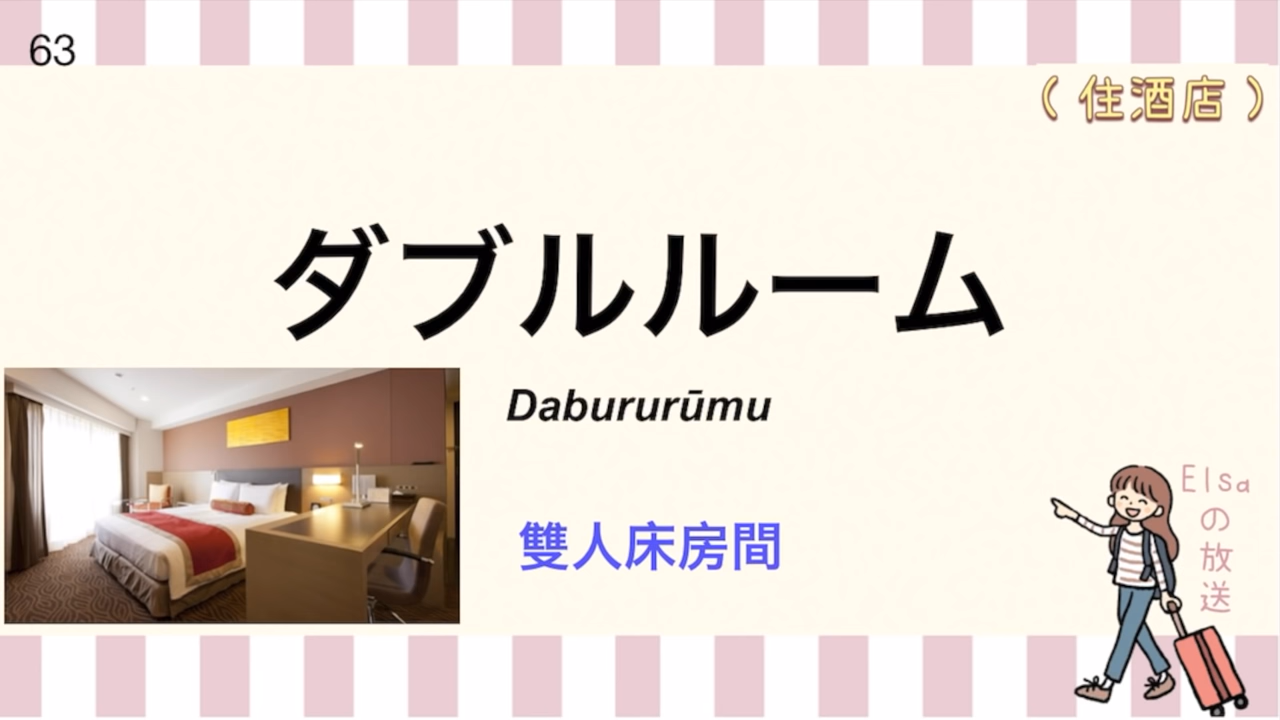 63
（住酒店）
ダブルルーム
Dabururūmu
雙人床房間
Elsa
の
放
送